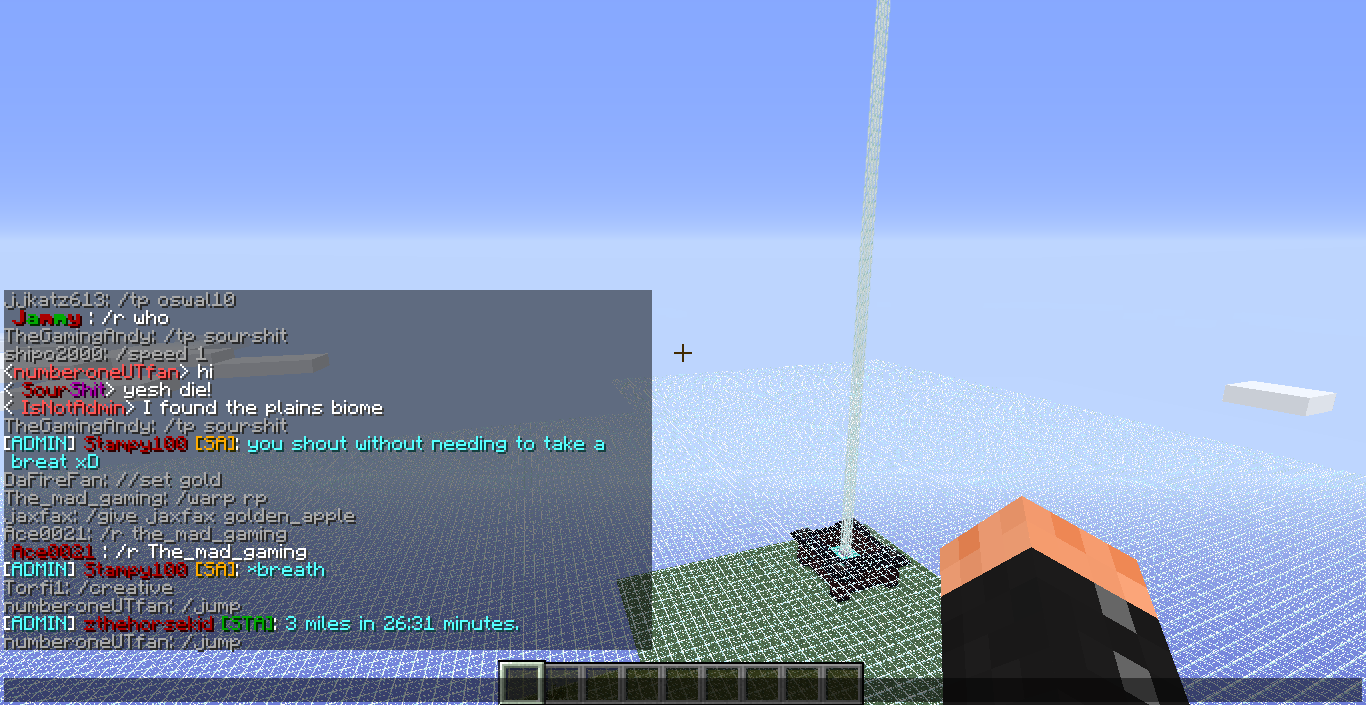 jjkatz613: /tp oswal10
Jammy : /r who
TheGamingAndy: /tp sourshit
shipo2000: /speed 1
<numberoneUTfan> hi
< SourShit> yesh die!
< IsNotAdmin> I found the plains biome
TheGamingAndy: /tp sourshit
[ADMIN] Stampy100 [SA]: you shout without needing to take a
breat xD
DaFireFan: //set gold
The_mad_gaming: /warp rp
jaxfax: /give jaxfax golden_apple
Ace0021: /r the_mad_gaming
Ace0021 : /r The_mad_gaming
[ADMIN] Stampy100 [SA]: *breath
Torfi1: /creative
numberoneUTfan: /jump
[ADMIN] zthehorsekid [STA]: 3 miles in 26:31 minutes.
numberoneUTfan: /jump